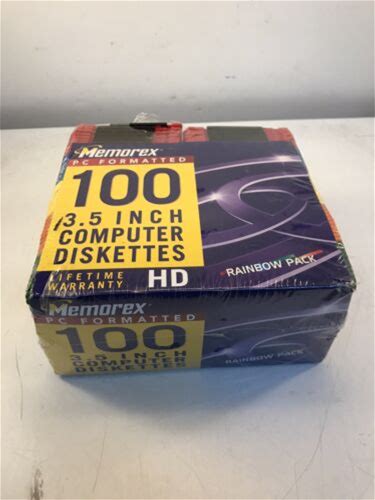 Memorex
PC FORMATTED
100
3.5 INCH
COMPUTER
DISKETTES
LIFETIME
WARRANTY
HD
RAINBOW PACK
Memorex
PC FORMATTED
100
3.5 INCH
COMPUTER
DISKETTES
RAINBOW PACK